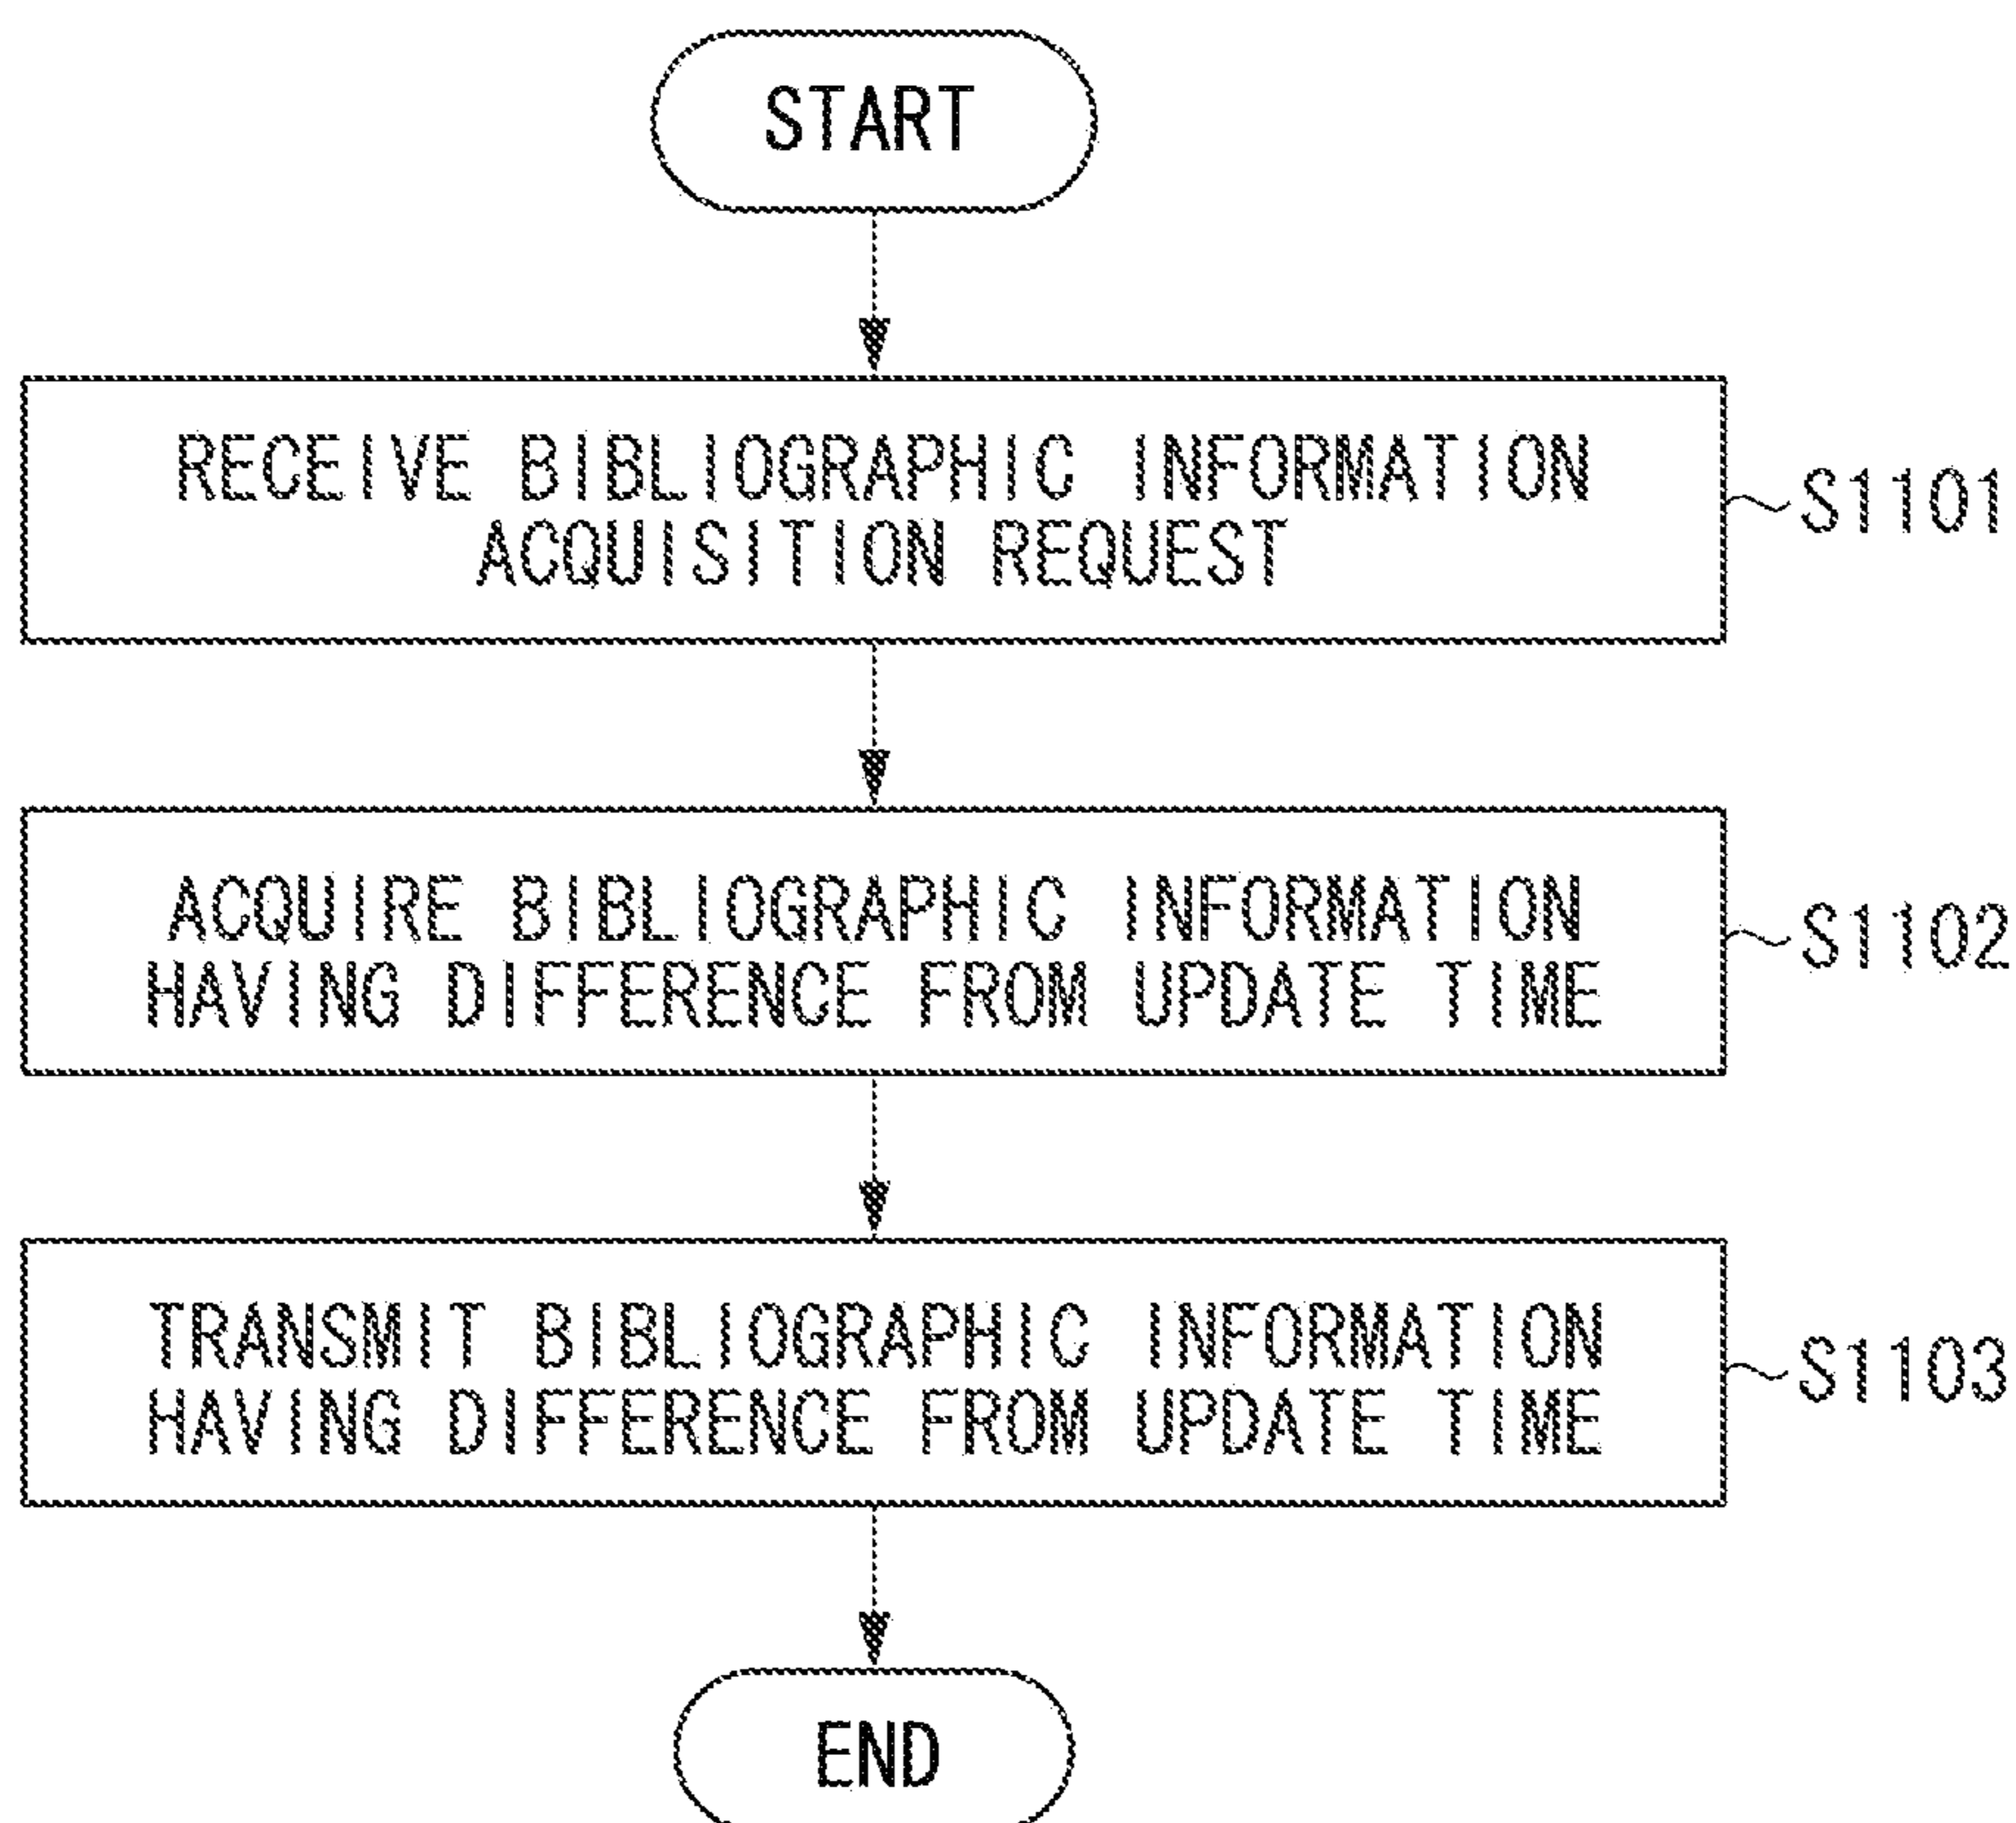 START
RECEIVE BIBLIOGRAPHIC INFORMATION
ACQUISITION REQUEST
S1101
ACQUIRE BIBLIOGRAPHIC INFORMATION
HAVING DIFFERENCE FROM UPDATE TIME
S1102
TRANSMIT BIBLIOGRAPHIC INFORMATION
HAVING DIFFERENCE FROM UPDATE TIME
S1103
END